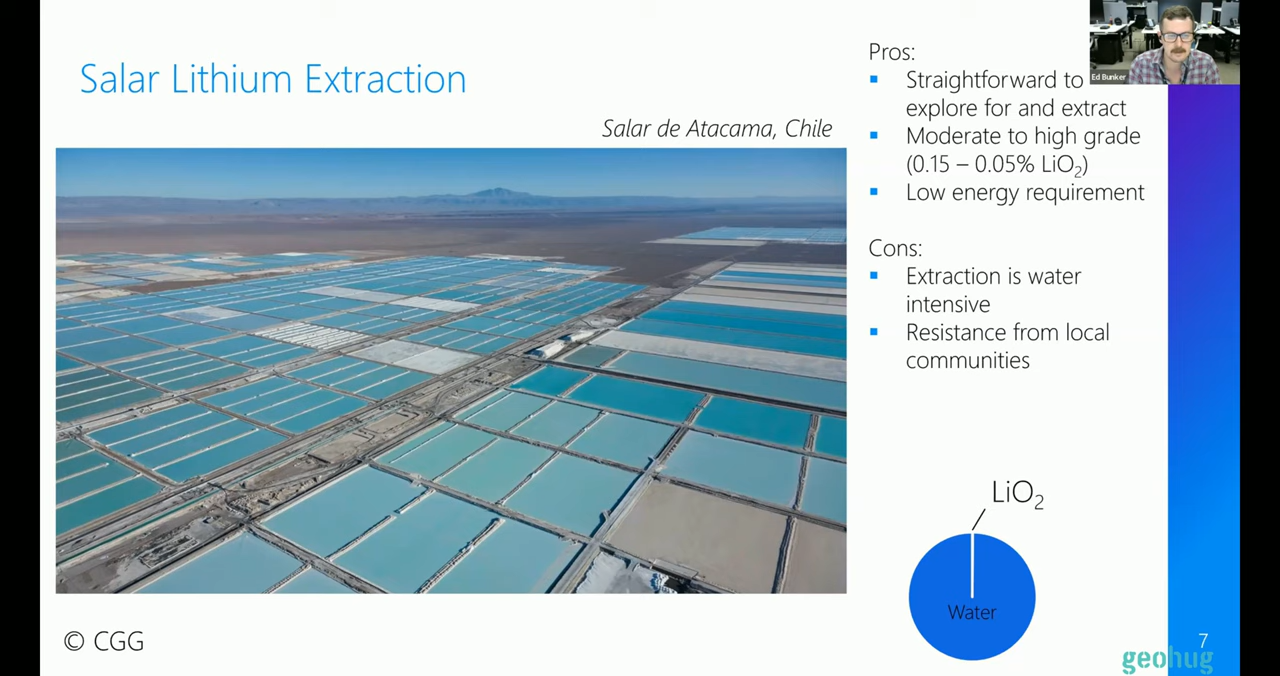 Salar Lithium Extraction
Salar de Atacama, Chile
Pros:
▪ Straightforward to
explore for and extract
▪ Moderate to high grade
(0.15 – 0.05% LiO₂)
▪ Low energy requirement
Cons:
▪ Extraction is water
intensive
▪ Resistance from local
communities
LiO₂
Water
© CGG
7
geohug
Ed Bunker